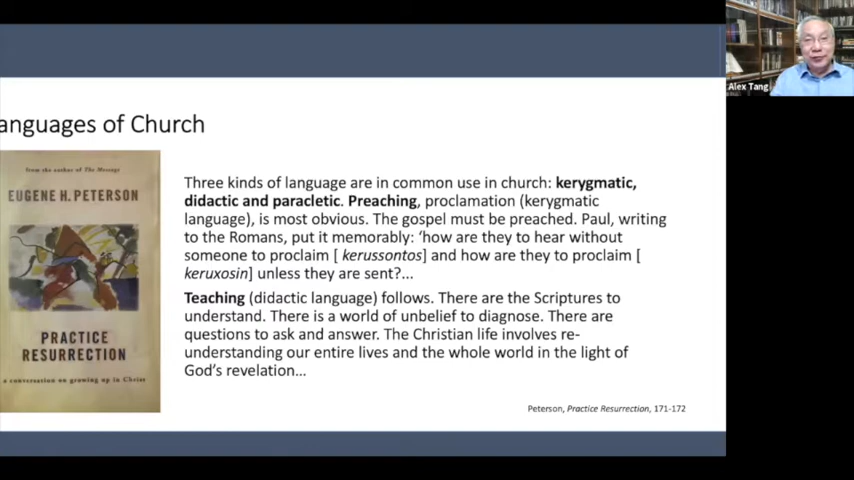 Alex Tang
anguages of Church
from the author of The Message
EUGENE H. PETERSON
PRACTICE
RESURRECTION
a conversation on growing up in Christ
Three kinds of language are in common use in church: kerygmatic,
didactic and paracletic. Preaching, proclamation (kerygmatic
language), is most obvious. The gospel must be preached. Paul, writing
to the Romans, put it memorably: ‘how are they to hear without
someone to proclaim [ kerussontos] and how are they to proclaim [
keruxosin] unless they are sent?...
Teaching (didactic language) follows. There are the Scriptures to
understand. There is a world of unbelief to diagnose. There are
questions to ask and answer. The Christian life involves re-
understanding our entire lives and the whole world in the light of
God’s revelation...
Peterson, Practice Resurrection, 171-172